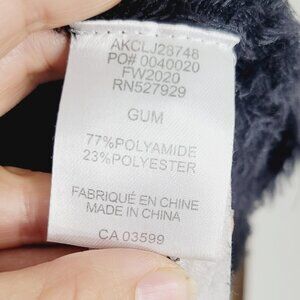 AKCLJ28748
PO# 0040020
FW2020
RN527929
GUM
77%POLYAMIDE
23%POLYESTER
FABRIQUÉ EN CHINE
MADE IN CHINA
CA 03599